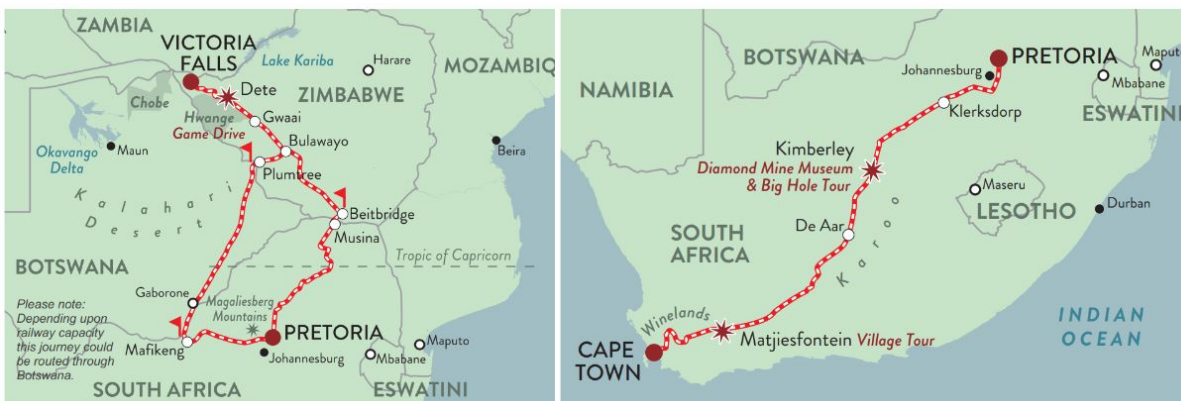 ZAMBIA
VICTORIA
FALLS
Lake Kariba
Harare
MOZAMBIQ
Dete
ZIMBABWE
Chobe
Hwange
Gwaai
Game Drive
Bulawayo
Okavango
Delta
Maun
Beira
Plumtree
Kalahari
Desert
Beitbridge
Musina
Tropic of Capricorn
BOTSWANA
Gaborone
Magaliesberg
Mountains
Please note:
Depending upon
railway capacity
this journey could
be routed through
Botswana.
PRETORIA
Mafikeng
Johannesburg
Mbabane
Maputo
SOUTH AFRICA
ESWATINI
BOTSWANA
PRETORIA
Johannesburg
Maput
Mbabane
NAMIBIA
Klerksdorp
ESWATINI
Kimberley
Diamond Mine Museum
& Big Hole Tour
Maseru
LESOTHO
Durban
De Aar
SOUTH
AFRICA
Karoo
Winelands
INDIAN
OCEAN
Matjiesfontein Village Tour
CAPE
TOWN